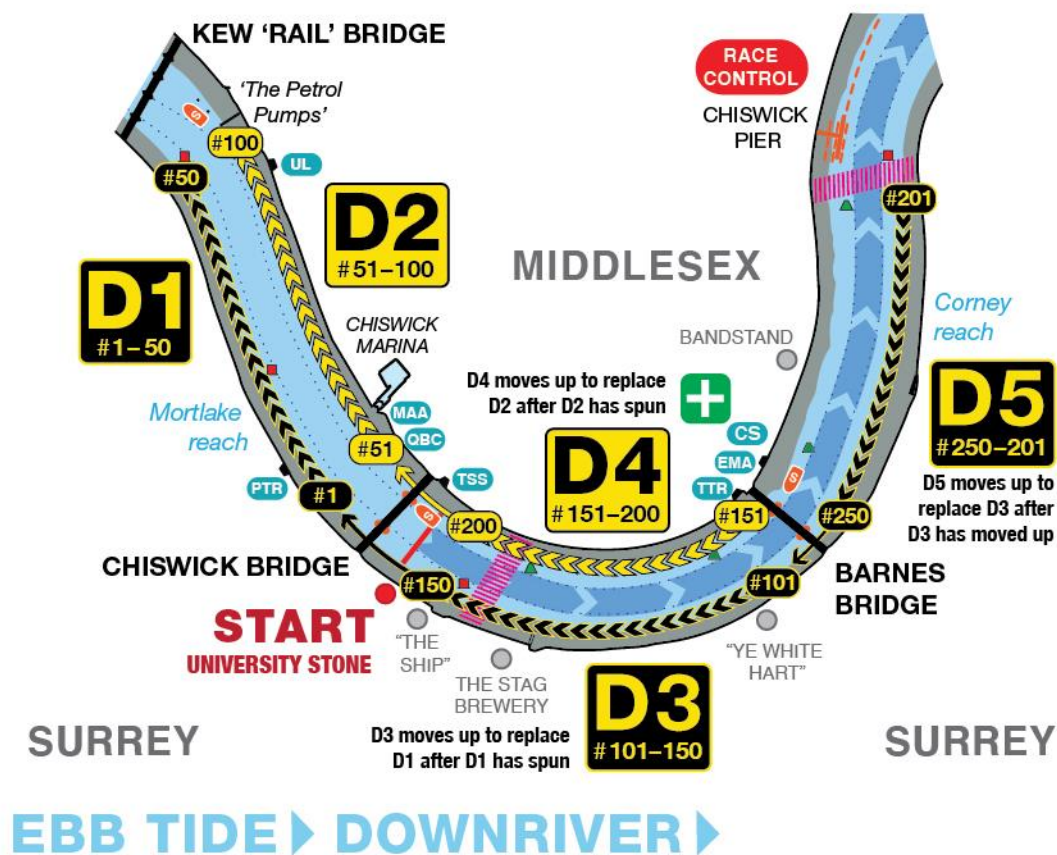 KEW ‘RAIL’ BRIDGE
‘The Petrol
Pumps’
S
#100
UL
#50
D2
#51–100
D1
#1–50
RACE
CONTROL
CHISWICK
PIER
#201
MIDDLESEX
Corney
reach
CHISWICK
MARINA
BANDSTAND
D4 moves up to replace
D2 after D2 has spun
D5
#250–201
D5 moves up to
replace D3 after
D3 has moved up
Mortlake
reach
MAA
QBC
#51
TSS
PTR
#1
D4
#151–200
CS
EMA
TTR
S
#151
#250
S
#200
CHISWICK BRIDGE
#150
#101
BARNES
BRIDGE
START
UNIVERSITY STONE
“THE
SHIP”
THE STAG
BREWERY
“YE WHITE
HART”
D3 moves up to replace
D1 after D1 has spun
D3
#101–150
SURREY
SURREY
EBB TIDE DOWNRIVER